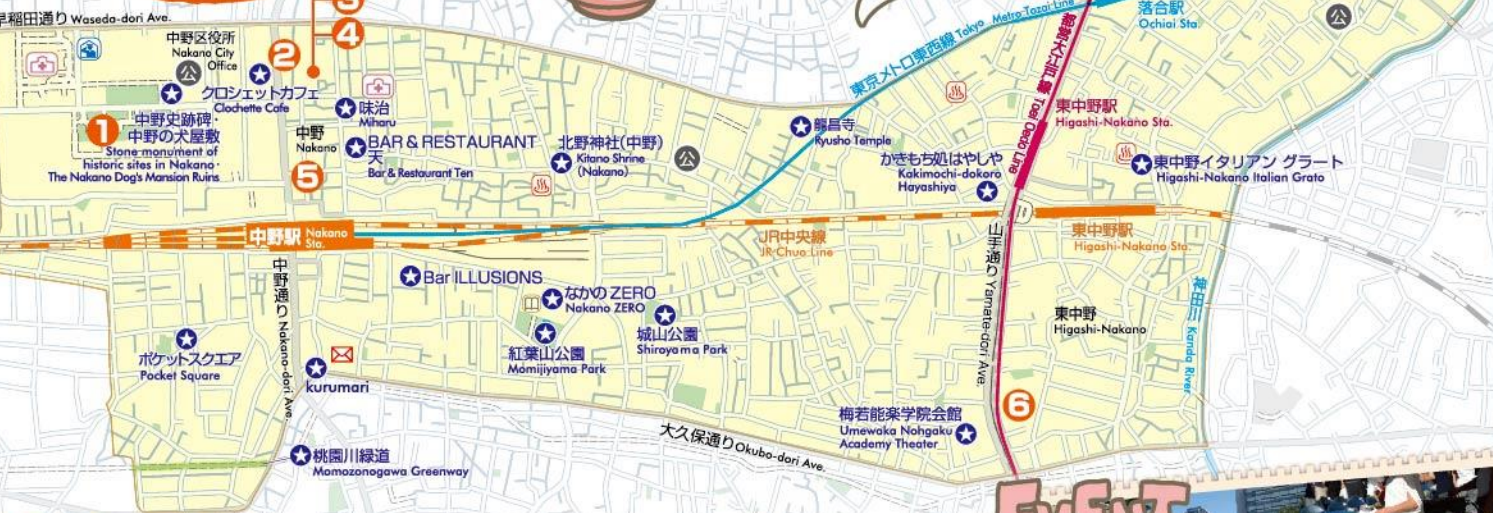 早稲田通り Waseda-dori Ave.
3
4
中野区役所
Nakano City
Office
公
2
クロシェットカフェ
Clochette Cafe
1
中野史跡碑・
中野の犬屋敷
Stone monument of
historic sites in Nakano・
The Nakano Dog's Mansion Ruins
味治
Miharu
中野
Nakano
BAR & RESTAURANT
天
Bar & Restaurant Ten
5
北野神社(中野)
Kitano Shrine
(Nakano)
公
東京メトロ東西線 Tokyo Metro Tozai Line
龍昌寺
Ryusho Temple
落合駅
Ochiai Sta.
公
都営大江戸線 Toei Oedo Line
東中野駅
Higashi-Nakano Sta.
かきもち処はやしや
Kakimochi-dokoro
Hayashiya
東中野イタリアン グラート
Higashi-Nakano Italian Grato
中野駅 Nakano
Sta.
JR中央線
JR Chuo Line
東中野駅
Higashi-Nakano Sta.
中野通り Nakano-dori Ave.
Bar ILLUSIONS
なかの ZERO
Nakano ZERO
城山公園
Shiroyama Park
紅葉山公園
Momijiyama Park
ポケットスクエア
Pocket Square
kurumari
山手通り Yamate-dori Ave.
東中野
Higashi-Nakano
神田川 Kanda River
6
梅若能楽学院会館
Umewaka Nohgaku
Academy Theater
大久保通り Okubo-dori Ave.
桃園川緑道
Momozonogawa Greenway
EVENT